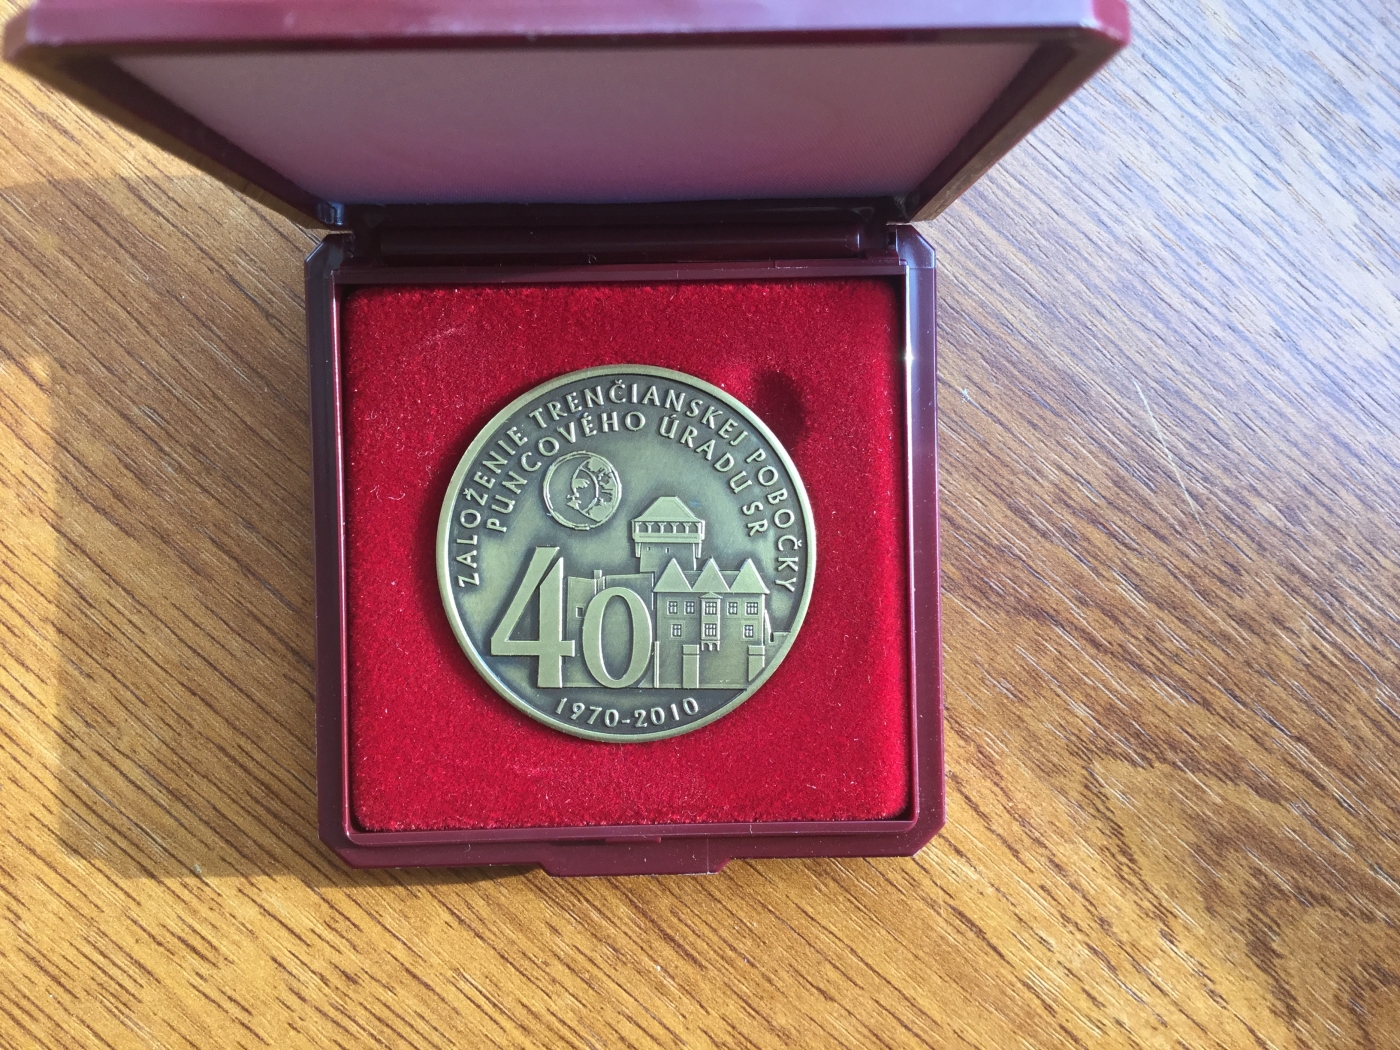 ZALOŽENIE TRENČIANSKEJ POBOČKY
PUNCOVÉHO ÚRADU SR
40
1970-2010